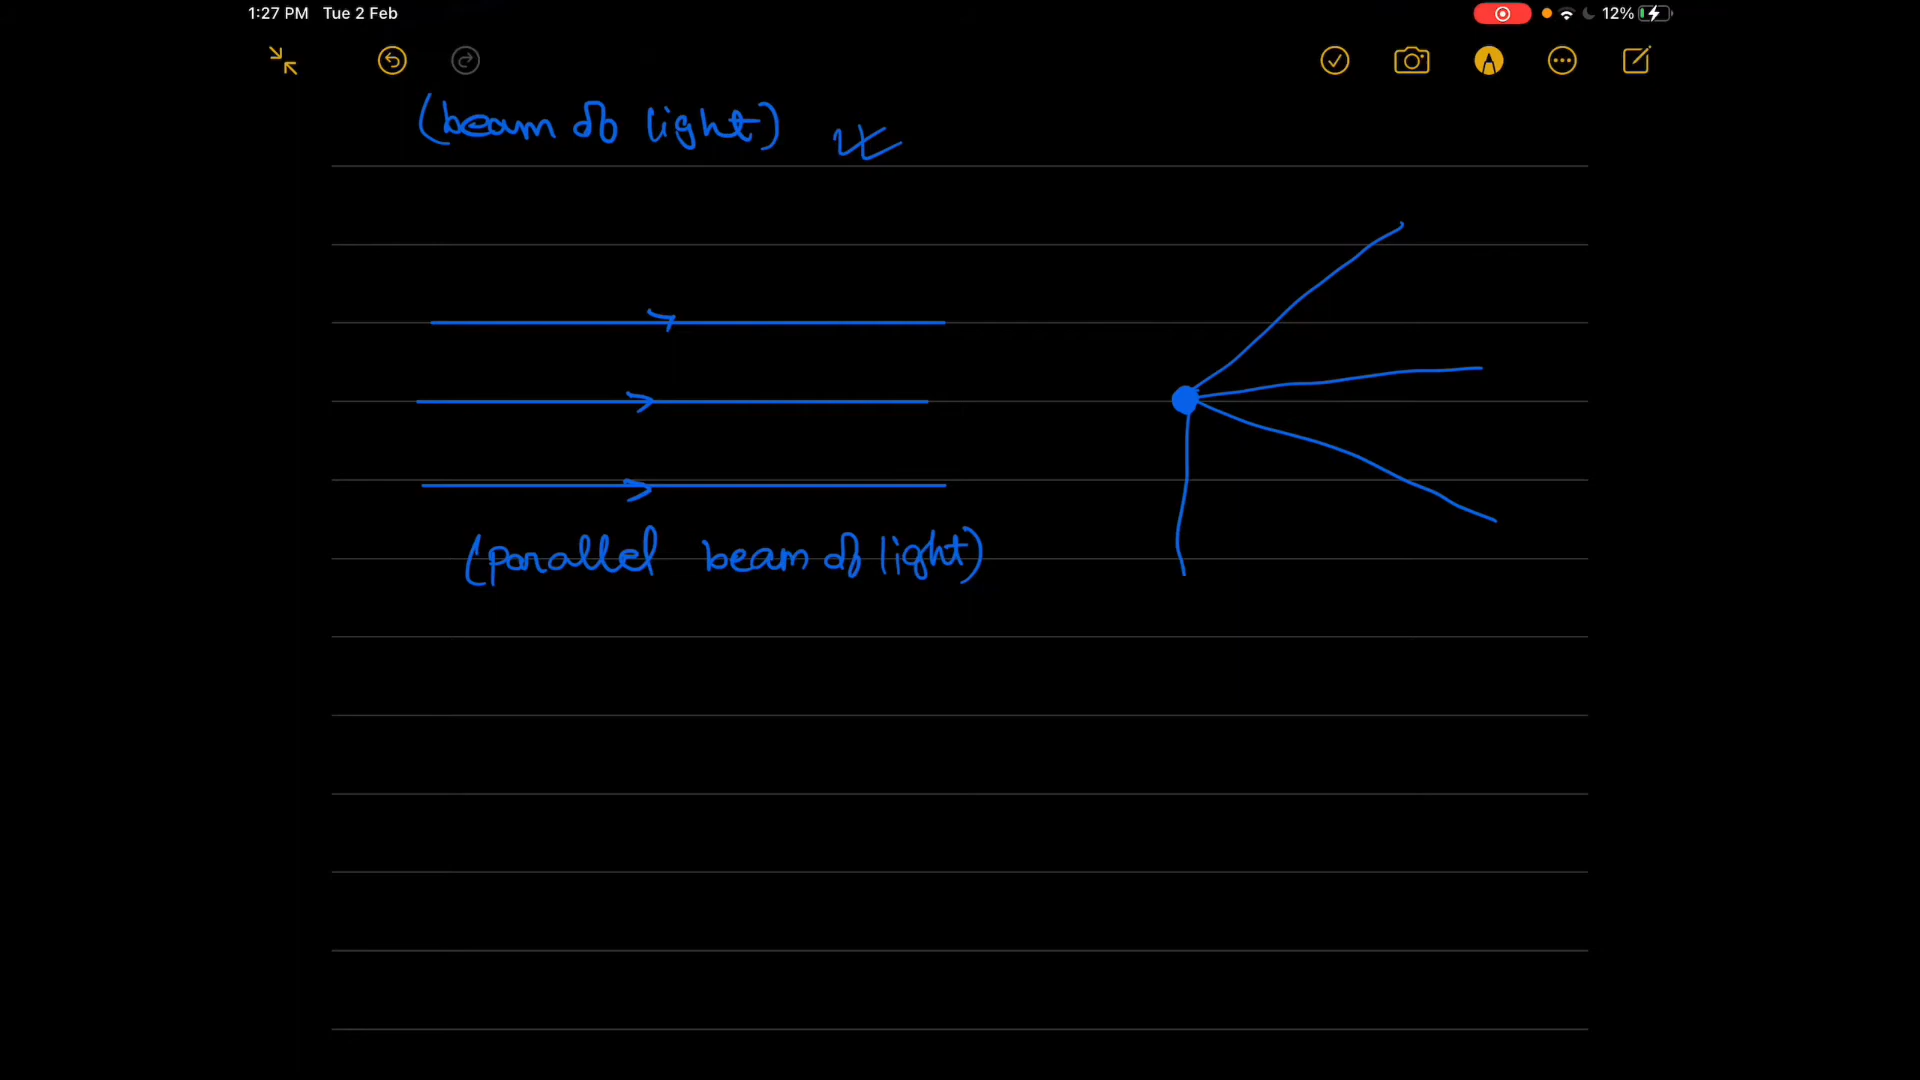 1:27 PM Tue 2 Feb 12%
(beam of light)
(parallel beam of light)